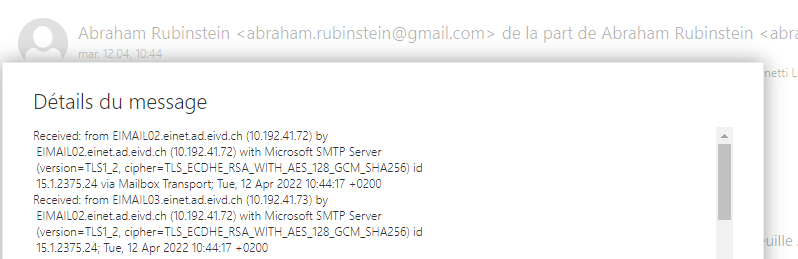 Abraham Rubinstein <abraham.rubinstein@gmail.com> de la part de Abraham Rubinstein <abra
mar. 12.04, 10:44
netti L
Détails du message
Received: from EIMAIL02.einet.ad.eivd.ch (10.192.41.72) by
EIMAIL02.einet.ad.eivd.ch (10.192.41.72) with Microsoft SMTP Server
(version=TLS1_2, cipher=TLS_ECDHE_RSA_WITH_AES_128_GCM_SHA256) id
15.1.2375.24 via Mailbox Transport; Tue, 12 Apr 2022 10:44:17 +0200
Received: from EIMAIL03.einet.ad.eivd.ch (10.192.41.73) by
EIMAIL02.einet.ad.eivd.ch (10.192.41.72) with Microsoft SMTP Server
(version=TLS1_2, cipher=TLS_ECDHE_RSA_WITH_AES_128_GCM_SHA256) id
15.1.2375.24; Tue, 12 Apr 2022 10:44:17 +0200
euille